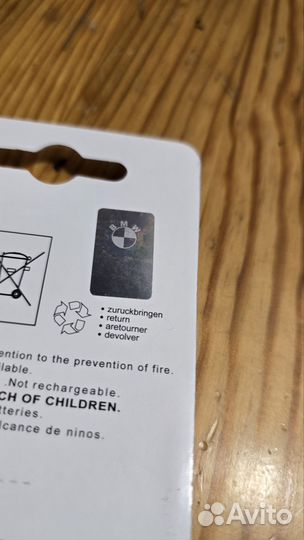 BMW
• zuruckbringen
• return
• aretourner
• devolver
ention to the prevention of fire.
ilable.
.Not rechargeable.
CH OF CHILDREN.
tteries.
lcance de ninos.
Avito